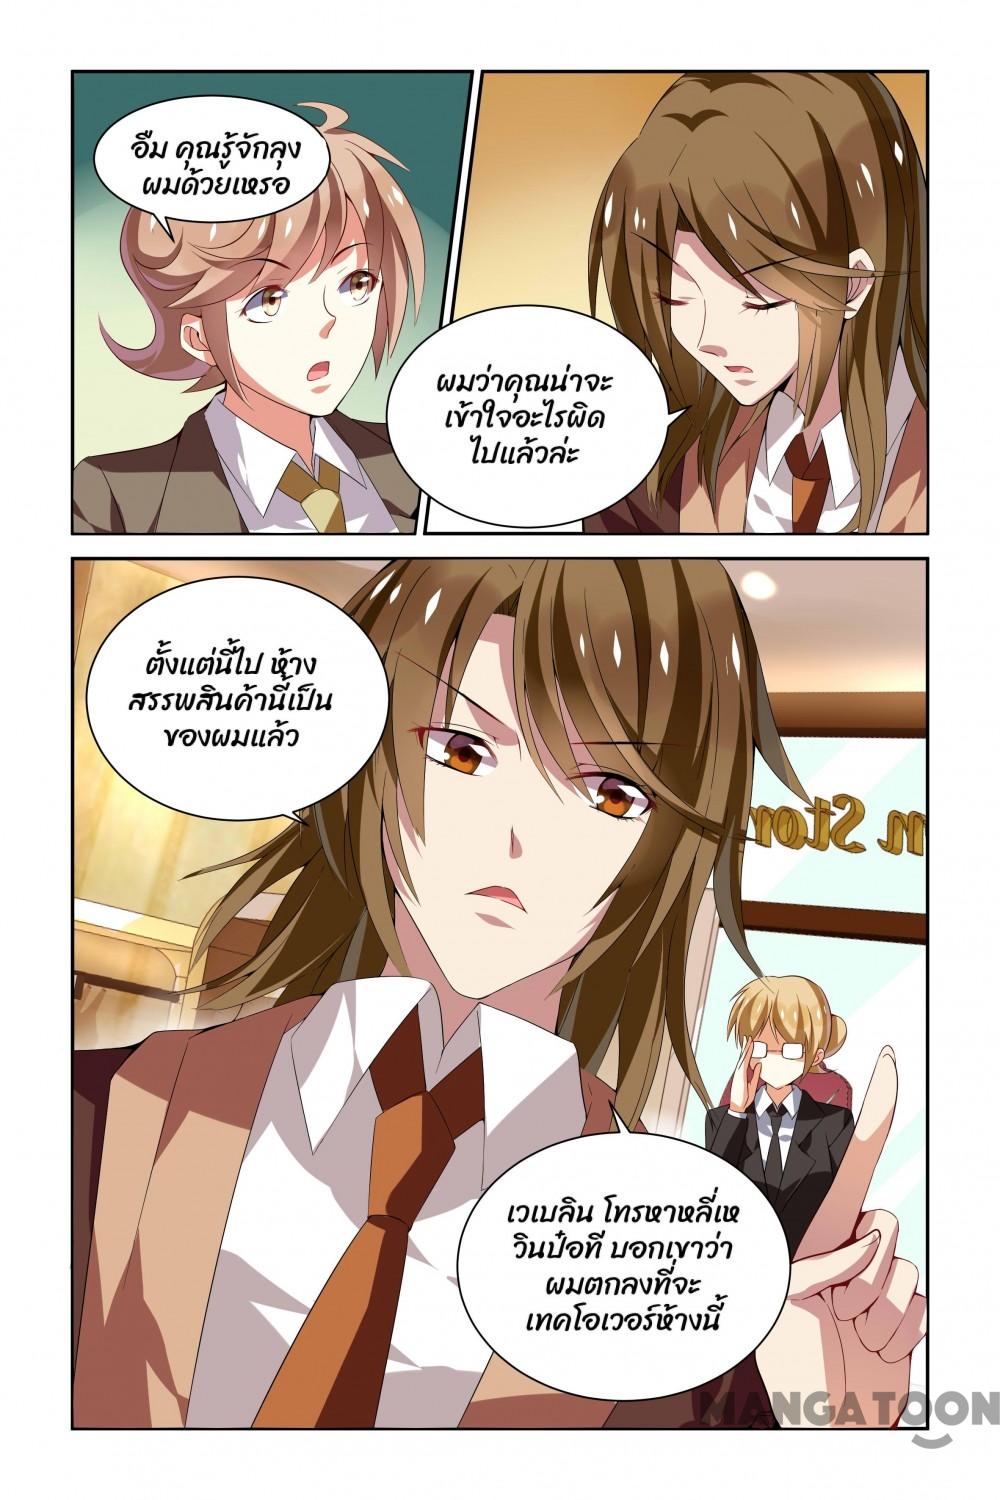 อืม คุณรู้จักลุง
ผมด้วยเหรอ
ผมว่าคุณน่าจะ
เข้าใจอะไรผิด
ไปแล้วล่ะ
ตั้งแต่นี้ไป ห้าง
สรรพสินค้านี้เป็น
ของผมแล้ว
m Stor
เวเบลิน โทรหาหลี่เห
วินป๋อที บอกเขาว่า
ผมตกลงที่จะ
เทคโอเวอร์ห้างนี้
MANGATOON